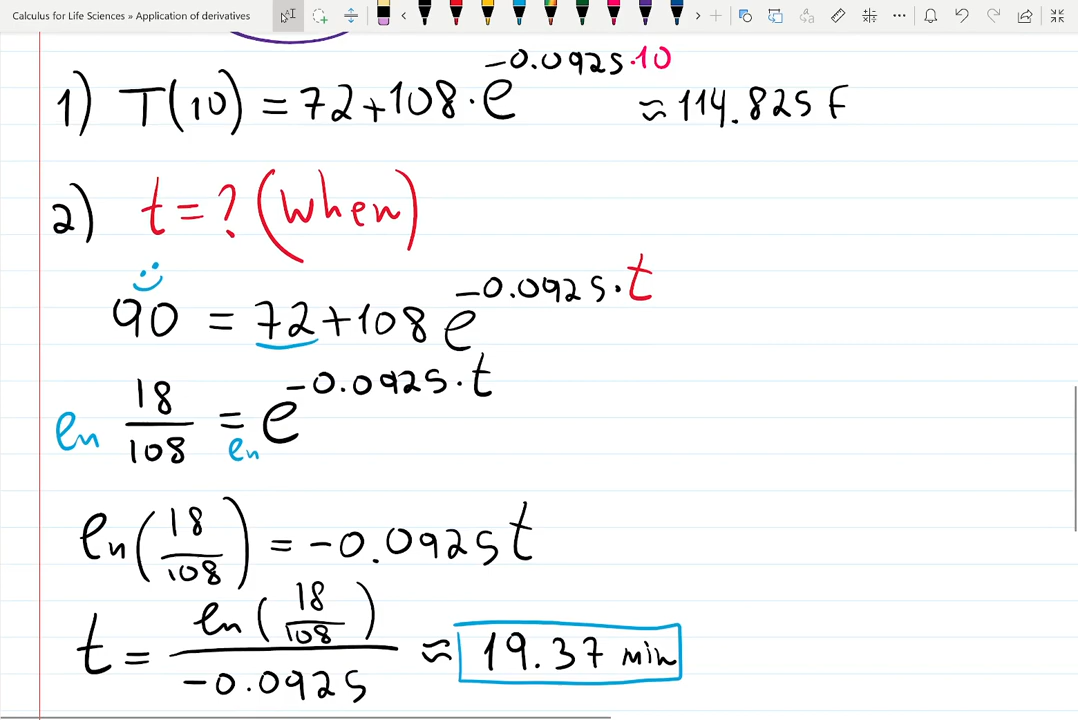 Calculus for Life Sciences » Application of derivatives
1) T(10) = 72+108·e^-0.0925·10 ≈ 114.825 F
2) t = ? (when)
90 = 72+108 e^-0.0925·t
ln 18/108 = ln e^-0.0925·t
ln(18/108) = -0.0925t
t = ln(18/108)/-0.0925 ≈ 19.37 min